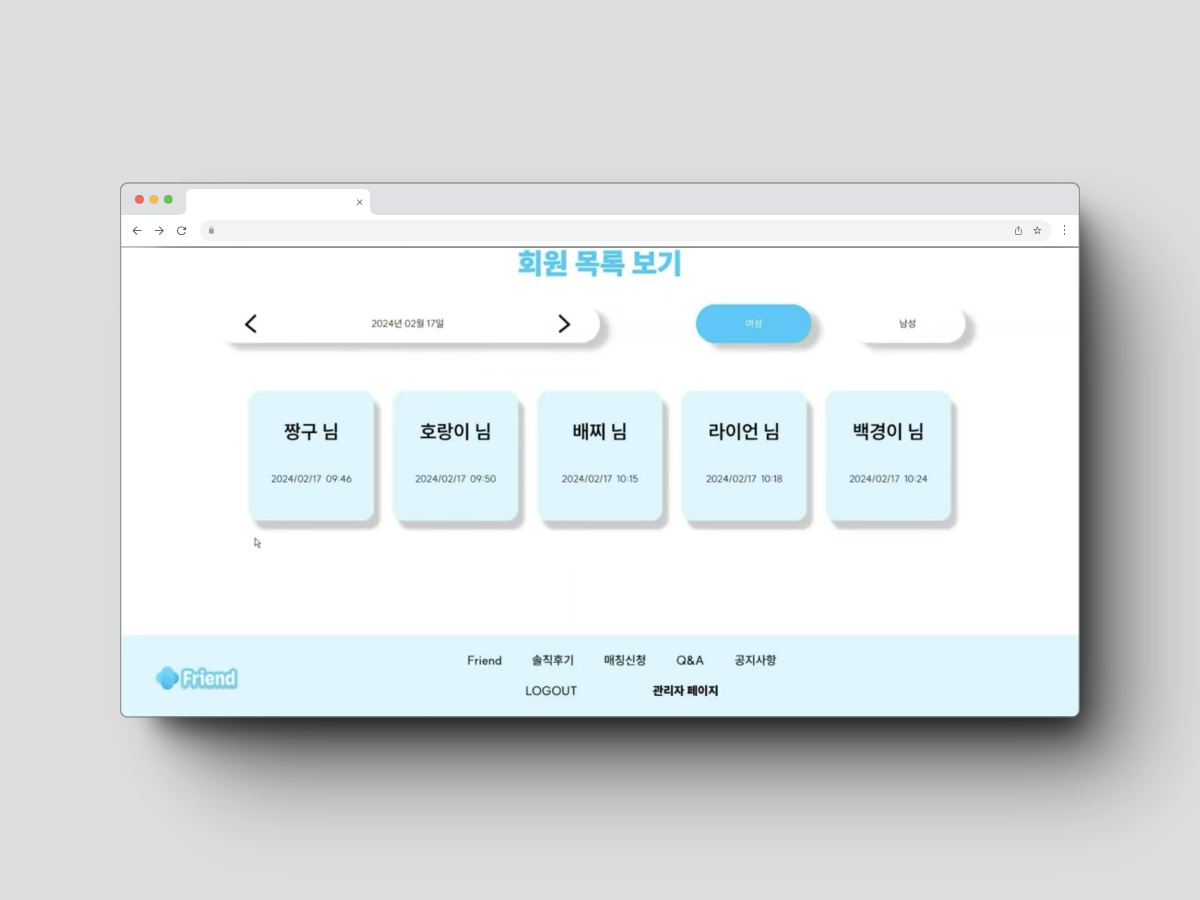 회원 목록 보기
2024년 02월 17일
여성
남성
짱구 님
호랑이 님
배찌 님
라이언 님
백경이 님
2024/02/17 09:46
2024/02/17 09:50
2024/02/17 10:15
2024/02/17 10:18
2024/02/17 10:24
Friend
Friend
솔직후기
매칭신청
Q&A
공지사항
LOGOUT
관리자 페이지